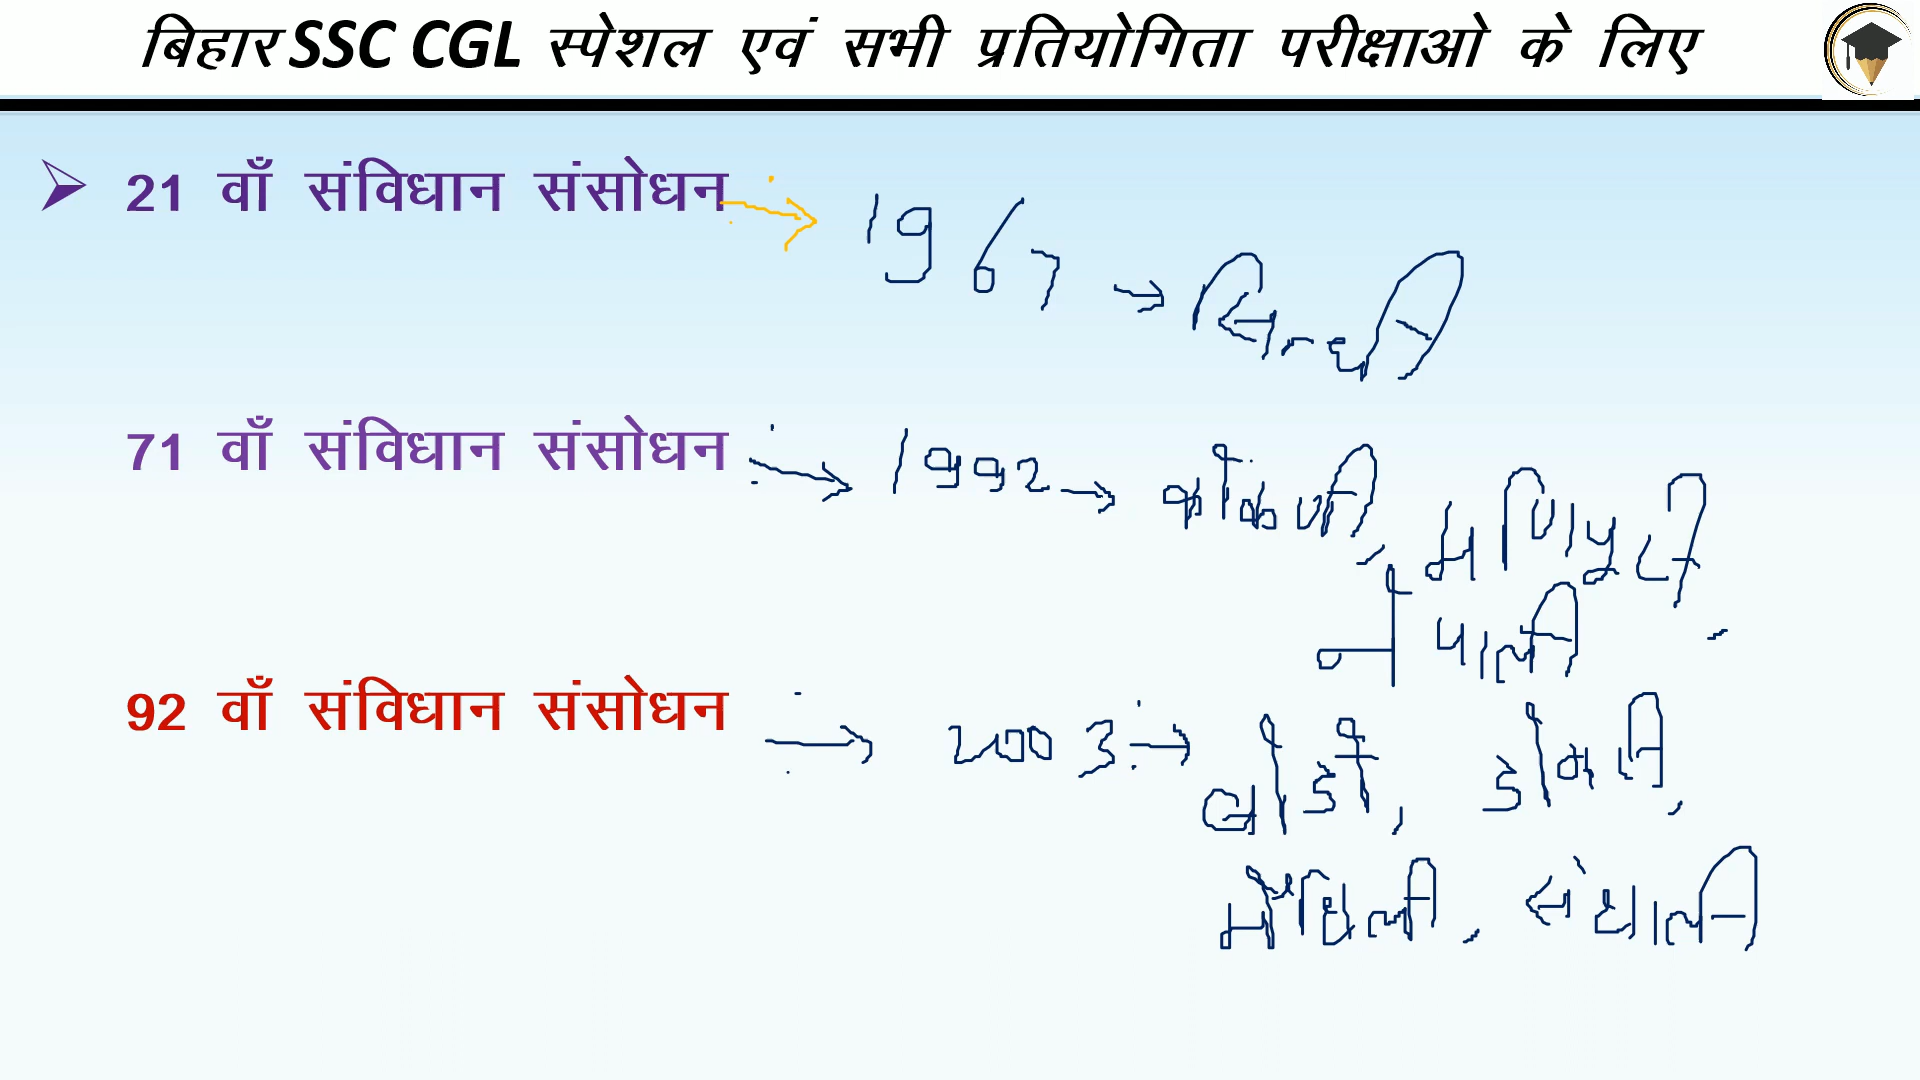 बिहार SSC CGL स्पेशल एवं सभी प्रतियोगिता परीक्षाओ के लिए
21 वाँ संविधान संसोधन → 1967 → सिन्धी
71 वाँ संविधान संसोधन → 1992 → कोंकणी, मणिपुरी
नेपाली
92 वाँ संविधान संसोधन → 2003 → बोडो, डोगरी,
मैथिली, संथाली